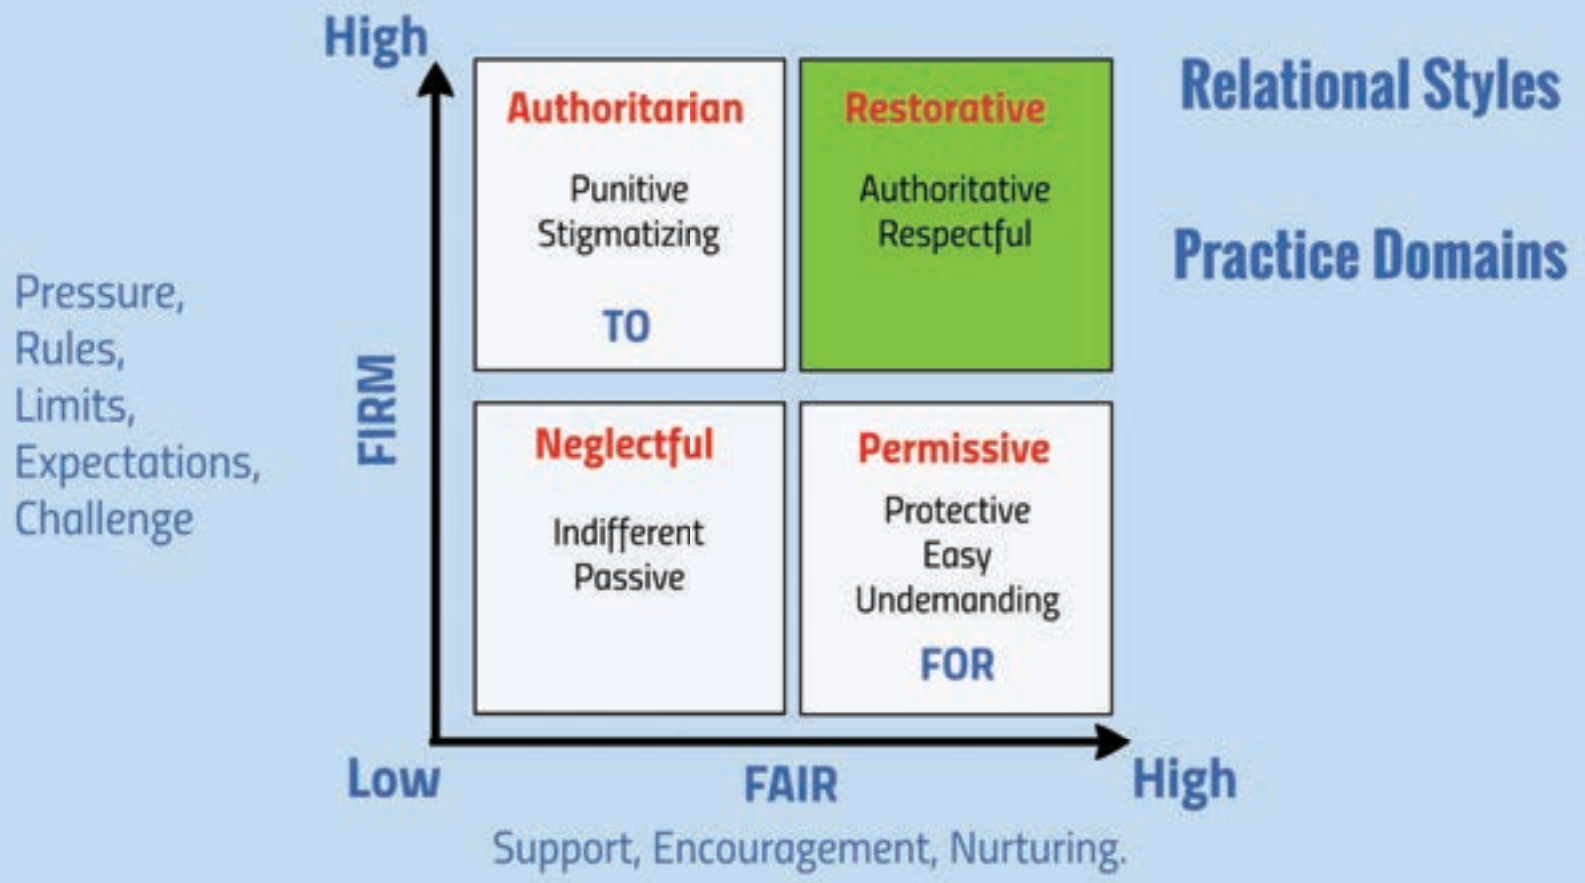 High
Relational Styles
Practice Domains
Authoritarian
Punitive
Stigmatizing
TO
Restorative
Authoritative
Respectful
Pressure,
Rules,
Limits,
Expectations,
Challenge
FIRM
Neglectful
Indifferent
Passive
Permissive
Protective
Easy
Undemanding
FOR
Low
FAIR
High
Support, Encouragement, Nurturing.